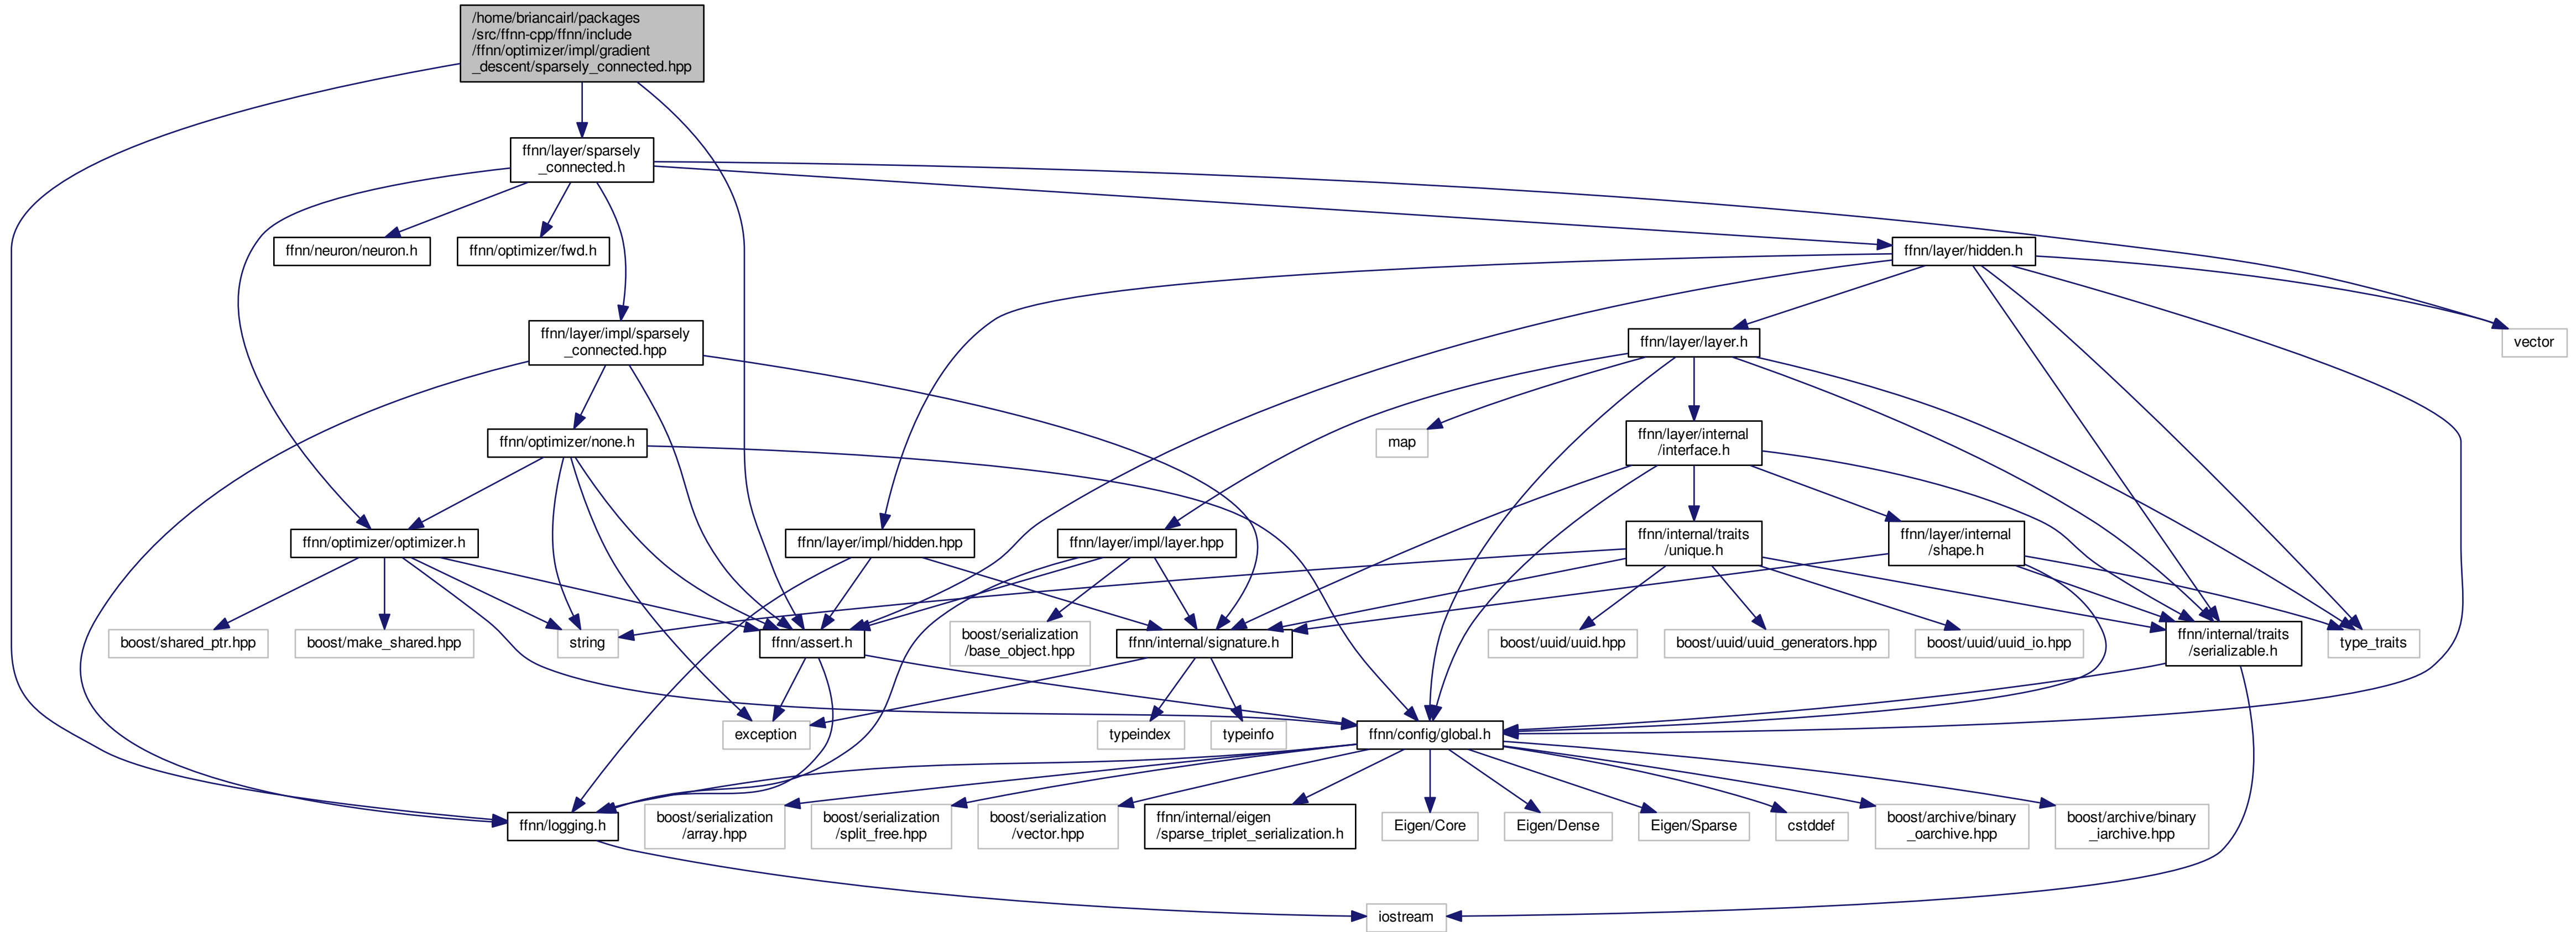 /home/briancairl/packages
/src/ffnn-cpp/ffnn/include
/ffnn/optimizer/impl/gradient
_descent/sparsely_connected.hpp
ffnn/layer/sparsely
_connected.h
ffnn/neuron/neuron.h
ffnn/optimizer/fwd.h
ffnn/layer/hidden.h
ffnn/layer/impl/sparsely
_connected.hpp
ffnn/layer/layer.h
vector
ffnn/optimizer/none.h
map
ffnn/layer/internal
/interface.h
ffnn/optimizer/optimizer.h
ffnn/layer/impl/hidden.hpp
ffnn/layer/impl/layer.hpp
ffnn/internal/traits
/unique.h
ffnn/layer/internal
/shape.h
boost/shared_ptr.hpp
boost/make_shared.hpp
string
ffnn/assert.h
boost/serialization
/base_object.hpp
ffnn/internal/signature.h
boost/uuid/uuid.hpp
boost/uuid/uuid_generators.hpp
boost/uuid/uuid_io.hpp
ffnn/internal/traits
/serializable.h
type_traits
exception
typeindex
typeinfo
ffnn/config/global.h
ffnn/logging.h
boost/serialization
/array.hpp
boost/serialization
/split_free.hpp
boost/serialization
/vector.hpp
ffnn/internal/eigen
/sparse_triplet_serialization.h
Eigen/Core
Eigen/Dense
Eigen/Sparse
cstddef
boost/archive/binary
_oarchive.hpp
boost/archive/binary
_iarchive.hpp
iostream